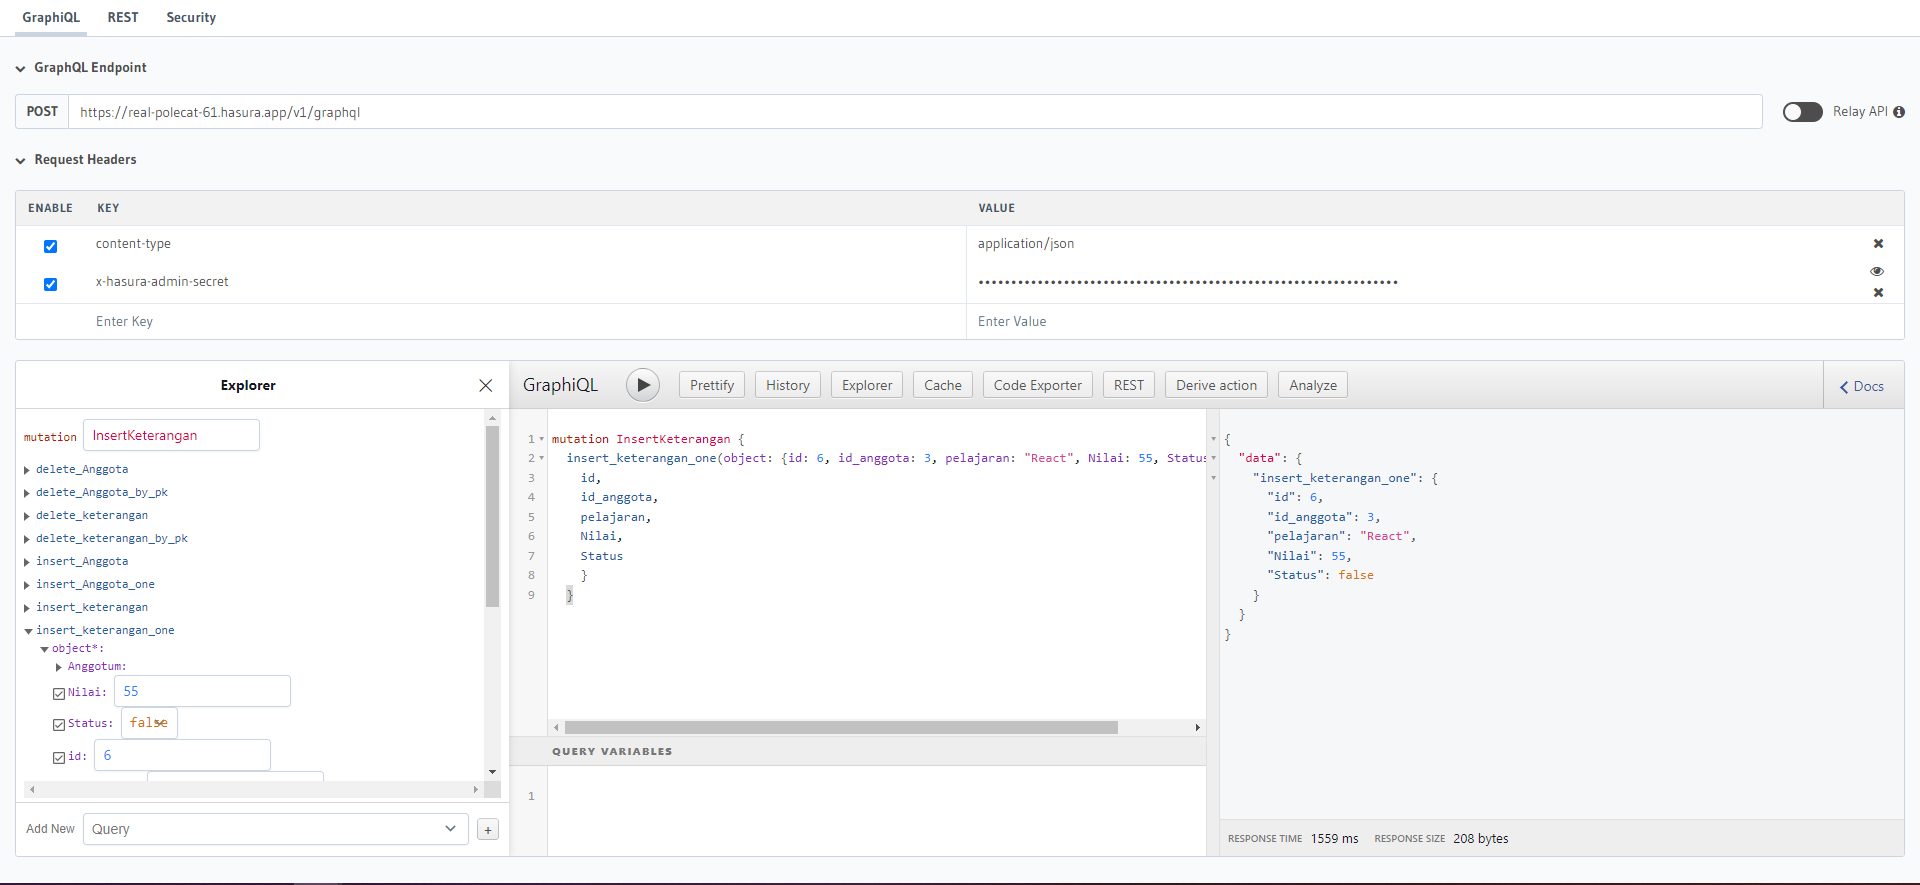 GraphiQL REST Security
GraphQL Endpoint
POST https://real-polecat-61.hasura.app/v1/graphql Relay API
Request Headers
ENABLE KEY VALUE
content-type application/json
x-hasura-admin-secret ••••••••••••••••••••••••••••••••••••••••••••••••••••••••••••••••
Enter Key Enter Value
Explorer
mutation InsertKeterangan
delete_Anggota
delete_Anggota_by_pk
delete_keterangan
delete_keterangan_by_pk
insert_Anggota
insert_Anggota_one
insert_keterangan
insert_keterangan_one
object*:
Anggotum:
Nilai: 55
Status: false
id: 6
Add New Query +
GraphiQL Prettify History Explorer Cache Code Exporter REST Derive action Analyze Docs
1 mutation InsertKeterangan {
2 insert_keterangan_one(object: {id: 6, id_anggota: 3, pelajaran: "React", Nilai: 55, Status
3 id,
4 id_anggota,
5 pelajaran,
6 Nilai,
7 Status
8 }
9 }
QUERY VARIABLES
1
{
"data": {
"insert_keterangan_one": {
"id": 6,
"id_anggota": 3,
"pelajaran": "React",
"Nilai": 55,
"Status": false
}
}
}
RESPONSE TIME 1559 ms RESPONSE SIZE 208 bytes